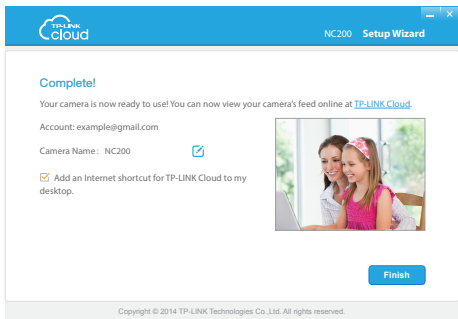 TP-LINK
cloud
NC200 Setup Wizard
Complete!
Your camera is now ready to use! You can now view your camera's feed online at TP-LINK Cloud.
Account: example@gmail.com
Camera Name: NC200
Add an Internet shortcut for TP-LINK Cloud to my
desktop.
Finish
Copyright © 2014 TP-LINK Technologies Co.,Ltd. All rights reserved.